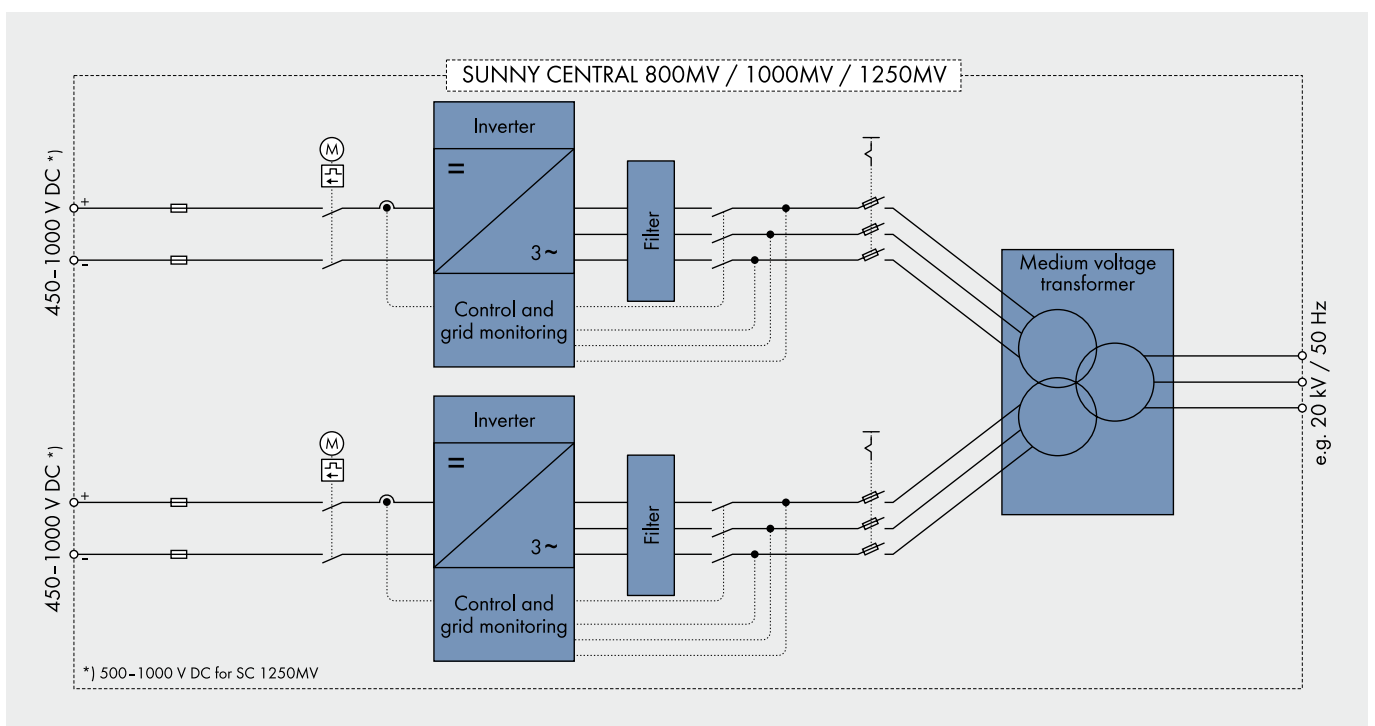 SUNNY CENTRAL 800MV / 1000MV / 1250MV
450–1000 V DC *)
+
-
M
Inverter
=
3~
Control and
grid monitoring
Filter
Medium voltage
transformer
e.g. 20 kV / 50 Hz
450–1000 V DC *)
+
-
M
Inverter
=
3~
Control and
grid monitoring
Filter
*) 500–1000 V DC for SC 1250MV